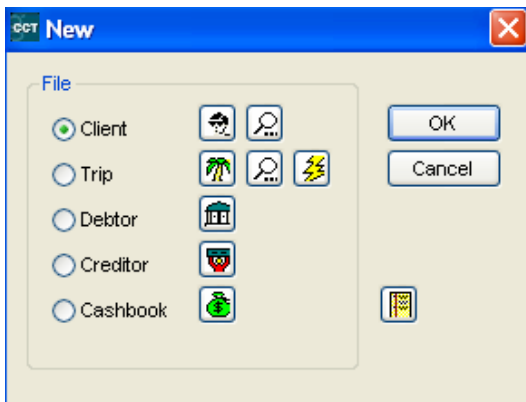 CCT New
File
Client
OK
Trip
Cancel
Debtor
Creditor
Cashbook